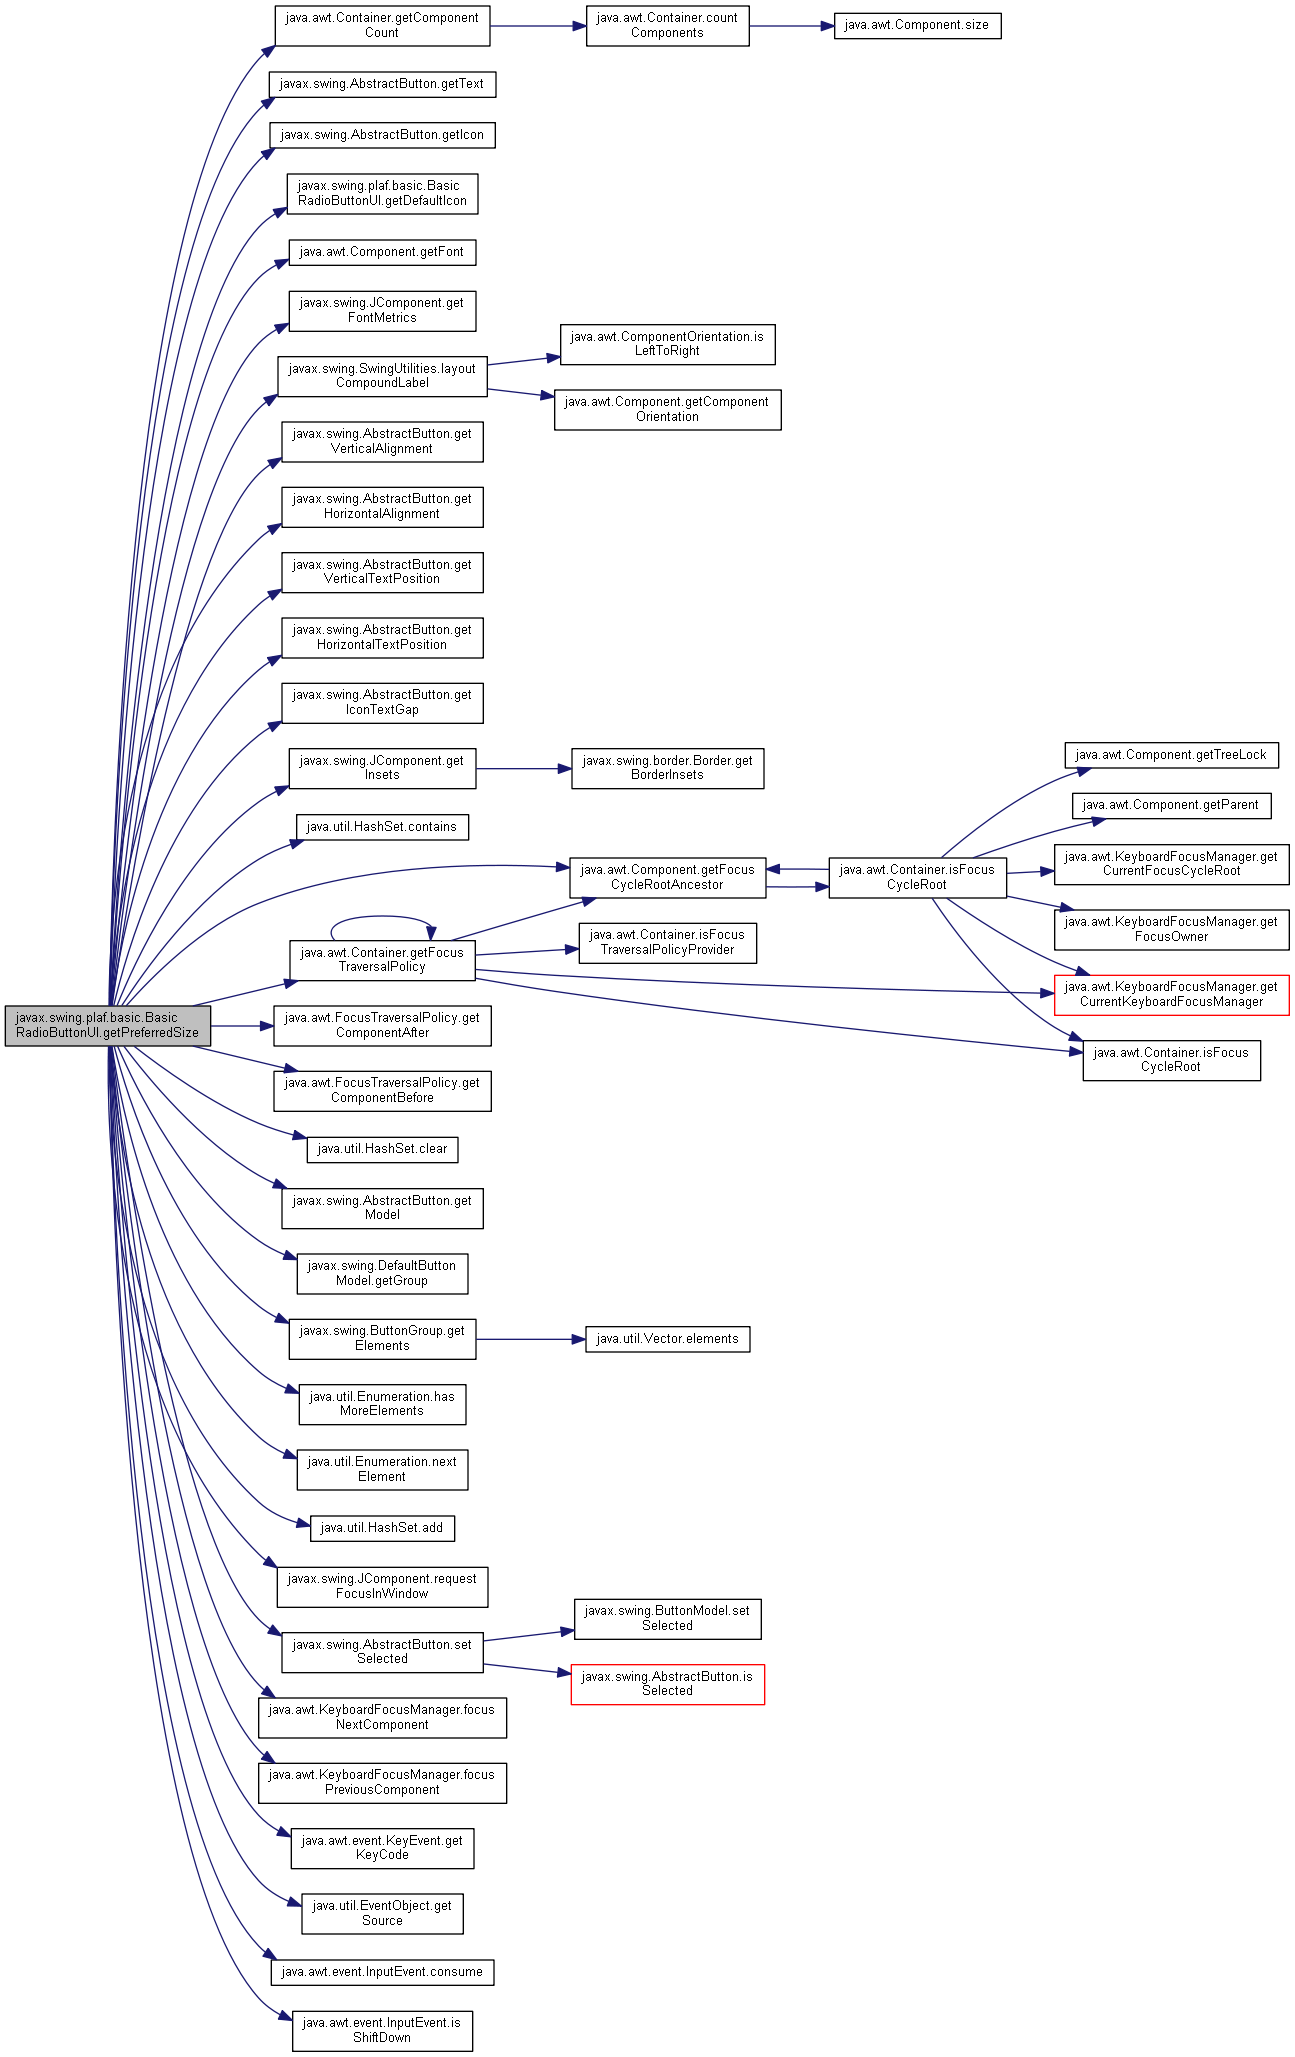 java.awt.Container.getComponent
Count
java.awt.Container.count
Components
java.awt.Component.size
javax.swing.AbstractButton.getText
javax.swing.AbstractButton.getIcon
javax.swing.plaf.basic.Basic
RadioButtonUI.getDefaultIcon
java.awt.Component.getFont
javax.swing.JComponent.get
FontMetrics
javax.swing.SwingUtilities.layout
CompoundLabel
java.awt.ComponentOrientation.is
LeftToRight
java.awt.Component.getComponent
Orientation
javax.swing.AbstractButton.get
VerticalAlignment
javax.swing.AbstractButton.get
HorizontalAlignment
javax.swing.AbstractButton.get
VerticalTextPosition
javax.swing.AbstractButton.get
HorizontalTextPosition
javax.swing.AbstractButton.get
IconTextGap
javax.swing.JComponent.get
Insets
javax.swing.border.Border.get
BorderInsets
java.util.HashSet.contains
java.awt.Component.getFocus
CycleRootAncestor
java.awt.Container.isFocus
CycleRoot
java.awt.Component.getTreeLock
java.awt.Component.getParent
java.awt.KeyboardFocusManager.get
CurrentFocusCycleRoot
java.awt.KeyboardFocusManager.get
FocusOwner
java.awt.KeyboardFocusManager.get
CurrentKeyboardFocusManager
java.awt.Container.isFocus
CycleRoot
java.awt.Container.getFocus
TraversalPolicy
java.awt.Container.isFocus
TraversalPolicyProvider
javax.swing.plaf.basic.Basic
RadioButtonUI.getPreferredSize
java.awt.FocusTraversalPolicy.get
ComponentAfter
java.awt.FocusTraversalPolicy.get
ComponentBefore
java.util.HashSet.clear
javax.swing.AbstractButton.get
Model
javax.swing.DefaultButton
Model.getGroup
javax.swing.ButtonGroup.get
Elements
java.util.Vector.elements
java.util.Enumeration.has
MoreElements
java.util.Enumeration.next
Element
java.util.HashSet.add
javax.swing.JComponent.request
FocusInWindow
javax.swing.AbstractButton.set
Selected
javax.swing.ButtonModel.set
Selected
javax.swing.AbstractButton.is
Selected
java.awt.KeyboardFocusManager.focus
NextComponent
java.awt.KeyboardFocusManager.focus
PreviousComponent
java.awt.event.KeyEvent.get
KeyCode
java.util.EventObject.get
Source
java.awt.event.InputEvent.consume
java.awt.event.InputEvent.is
ShiftDown